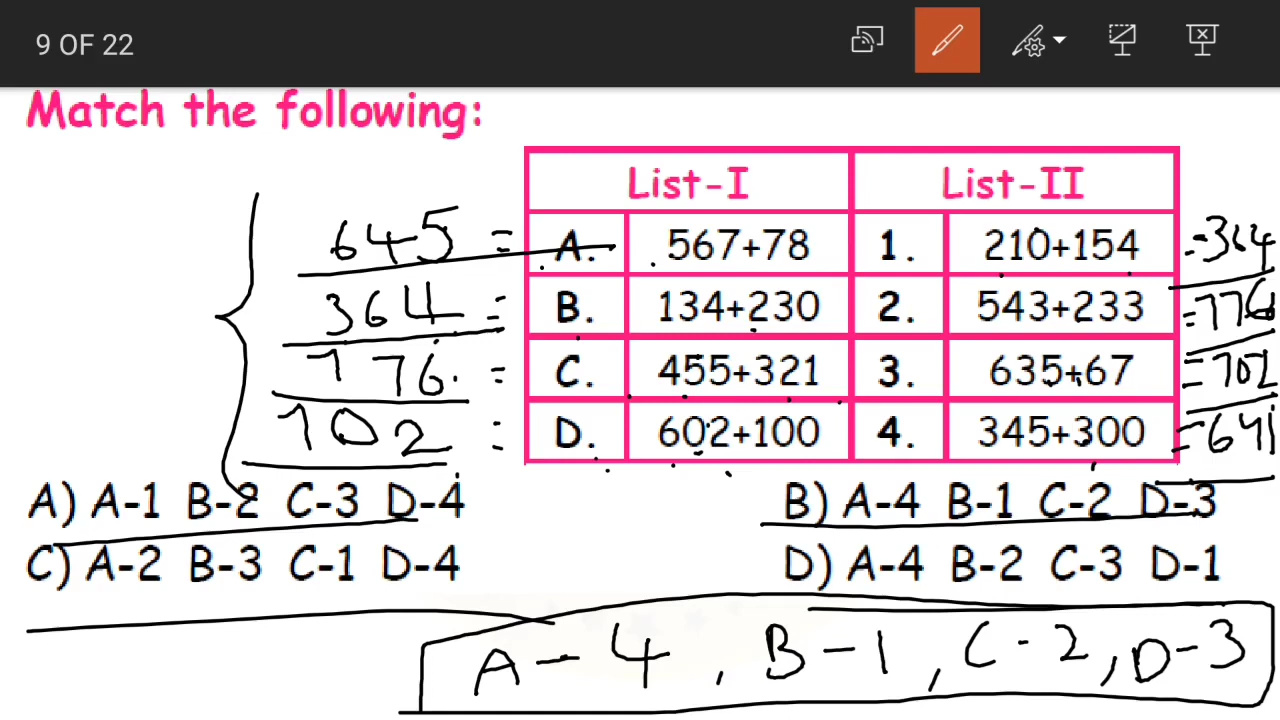 9 OF 22
Match the following:
List-I List-II
645 = A. 567+78 1. 210+154 =364
364 = B. 134+230 2. 543+233 =776
776 = C. 455+321 3. 635+67 =702
702 = D. 602+100 4. 345+300
A) A-1 B-2 C-3 D-4 B) A-4 B-1 C-2 D-3
C) A-2 B-3 C-1 D-4 D) A-4 B-2 C-3 D-1
A-4, B-1, C-2, D-3